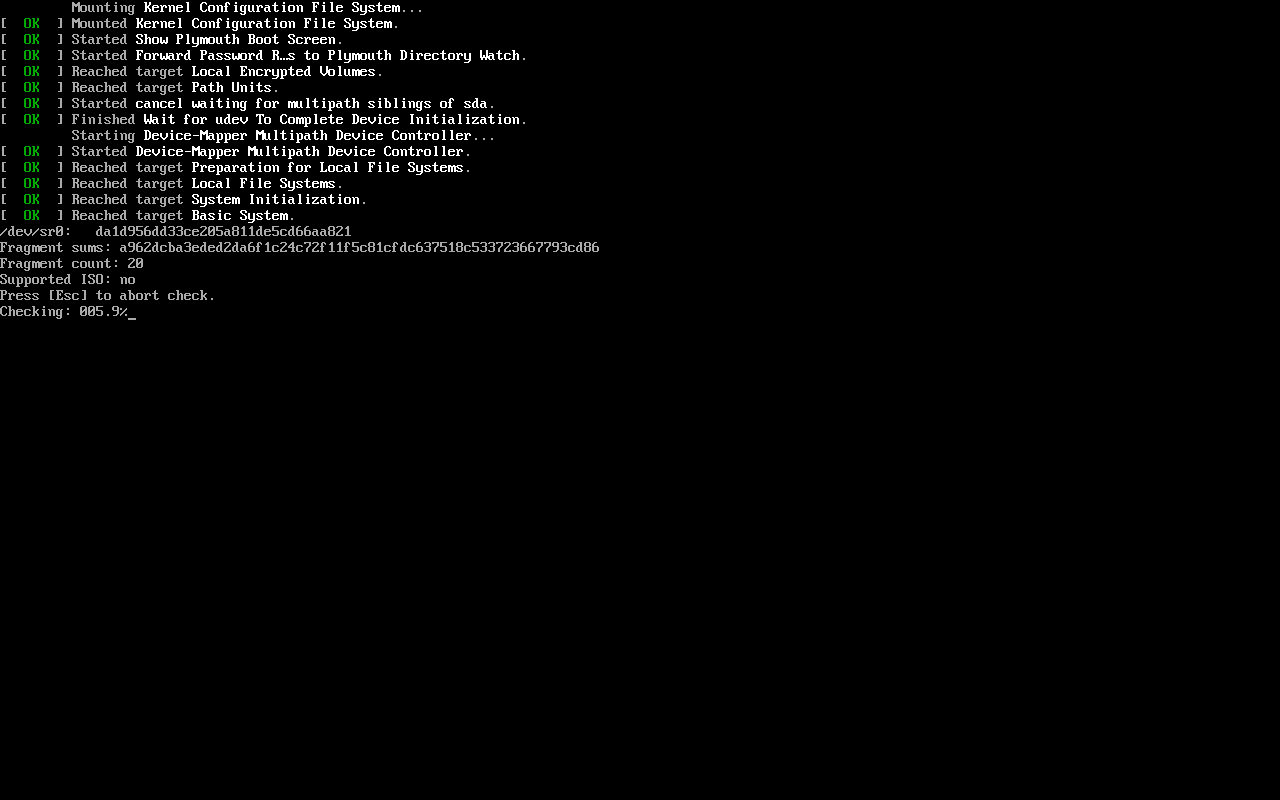 Mounting Kernel Configuration File System...
[  OK  ] Mounted Kernel Configuration File System.
[  OK  ] Started Show Plymouth Boot Screen.
[  OK  ] Started Forward Password R…s to Plymouth Directory Watch.
[  OK  ] Reached target Local Encrypted Volumes.
[  OK  ] Reached target Path Units.
[  OK  ] Started cancel waiting for multipath siblings of sda.
[  OK  ] Finished Wait for udev To Complete Device Initialization.
Starting Device-Mapper Multipath Device Controller...
[  OK  ] Started Device-Mapper Multipath Device Controller.
[  OK  ] Reached target Preparation for Local File Systems.
[  OK  ] Reached target Local File Systems.
[  OK  ] Reached target System Initialization.
[  OK  ] Reached target Basic System.
/dev/sr0:   da1d956dd33ce205a811de5cd66aa821
Fragment sums: a962dcba3eded2da6f1c24c72f11f5c81cfdc637518c533723667793cd86
Fragment count: 20
Supported ISO: no
Press [Esc] to abort check.
Checking: 005.9%_